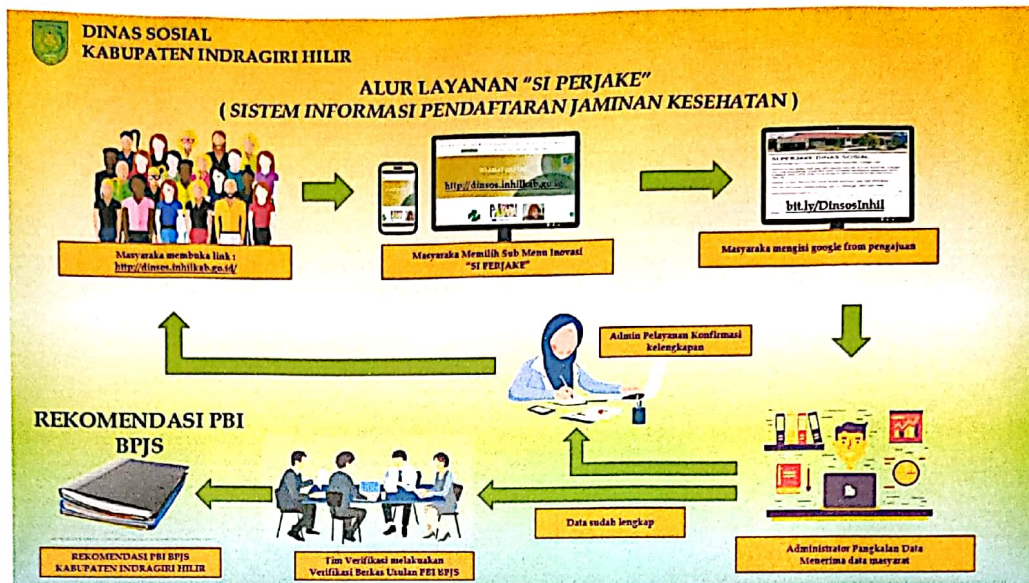 DINAS SOSIAL
KABUPATEN INDRAGIRI HILIR
ALUR LAYANAN "SI PERJAKE"
( SISTEM INFORMASI PENDAFTARAN JAMINAN KESEHATAN )
Masyaraka membuka link :
http://dinsos.inhilkab.go.id/
http://dinsos.inhilkab.go.id
Masyaraka Memilih Sub Menu Inovasi
"SI PERJAKE"
SI PERJAKE DINAS SOSIAL
bit.ly/DinsosInhil
Masyaraka mengisi google from pengajuan
Admin Pelayanan Konfirmasi
kelengkapan
REKOMENDASI PBI
BPJS
REKOMENDASI PBI BPJS
KABUPATEN INDRAGIRI HILIR
Tim Verifikasi melakuakan
Verifikasi Berkas Usulan PBI BPJS
Data sudah lengkap
Administrator Pangkalan Data
Menerima data masyarat